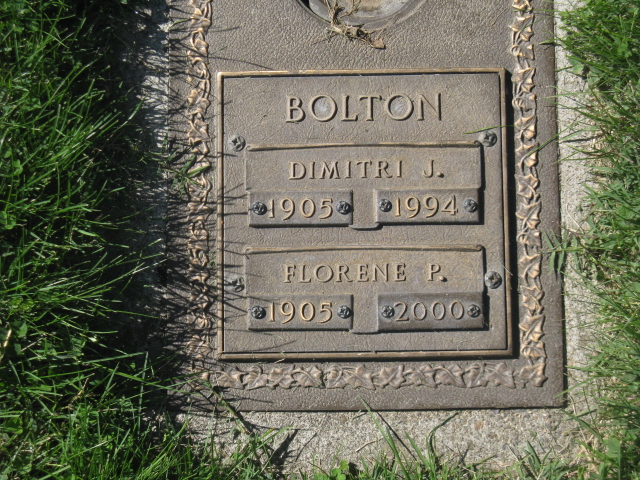 BOLTON
DIMITRI J.
1905 1994
FLORENE P.
1905 2000